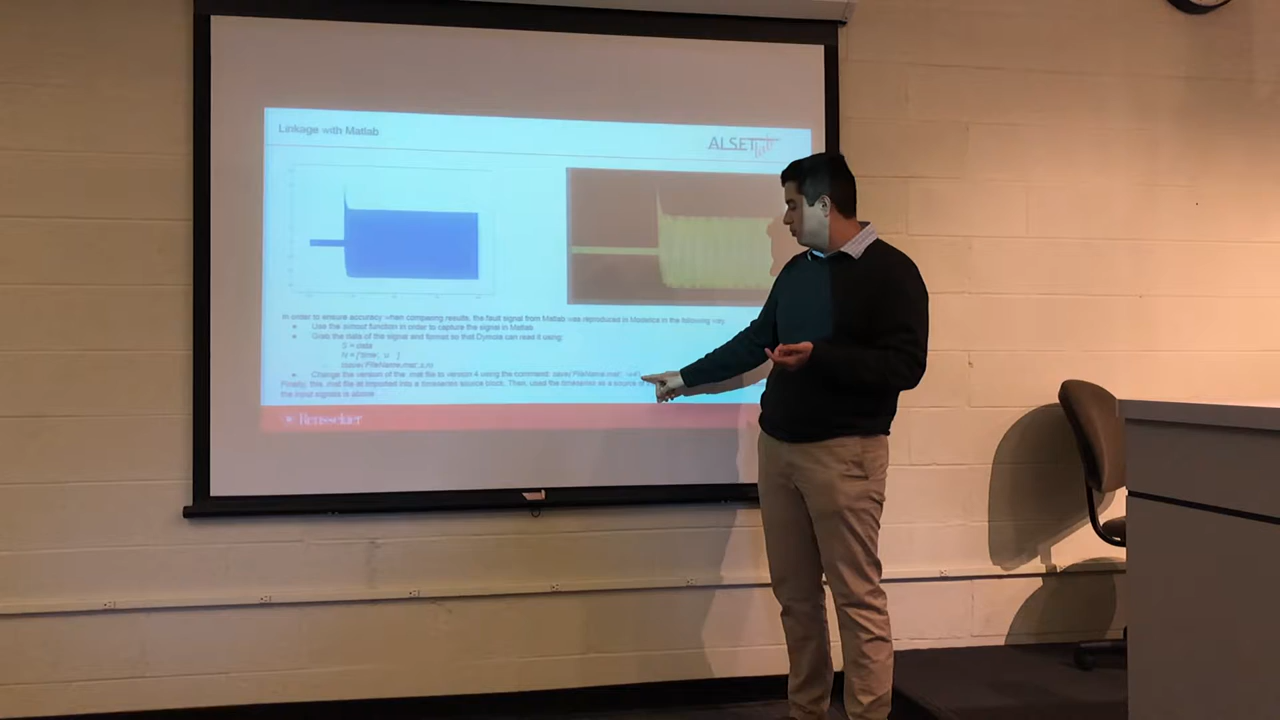 Linkage with Matlab
ALSET lab
In order to ensure accuracy when comparing results, the fault signal from Matlab was reproduced in Modelica in the following way.
Use the simout function in order to capture the signal in Matlab
Grab the data of the signal and format so that Dymola can read it using:
S = data
N = ['time', 'u
Change the version of the .mat file to version 4 using the command: save('FileName.mat', '-v4')
Finally, this .mat file is imported into a timeseries source block. Then, used the timeseries as a source
the input signals is above
Rensselaer